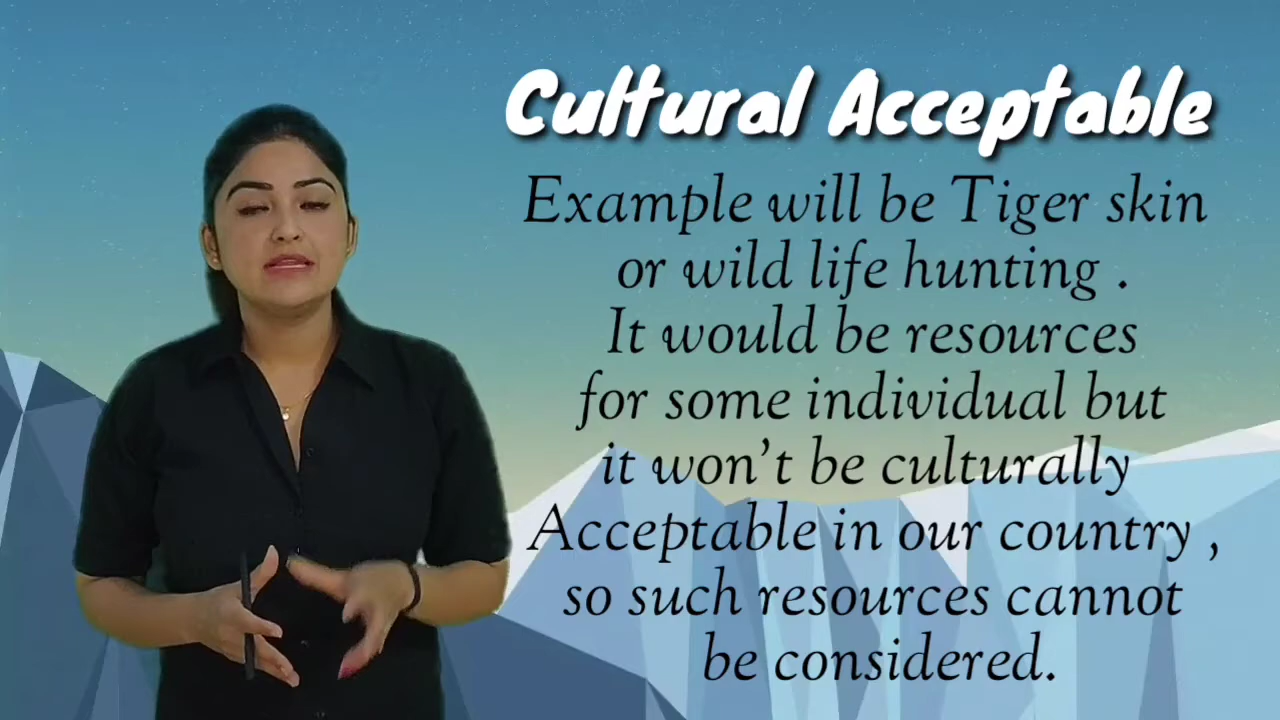 Cultural Acceptable
Example will be Tiger skin
or wild life hunting .
It would be resources
for some individual but
it won't be culturally
Acceptable in our country ,
so such resources cannot
be considered.